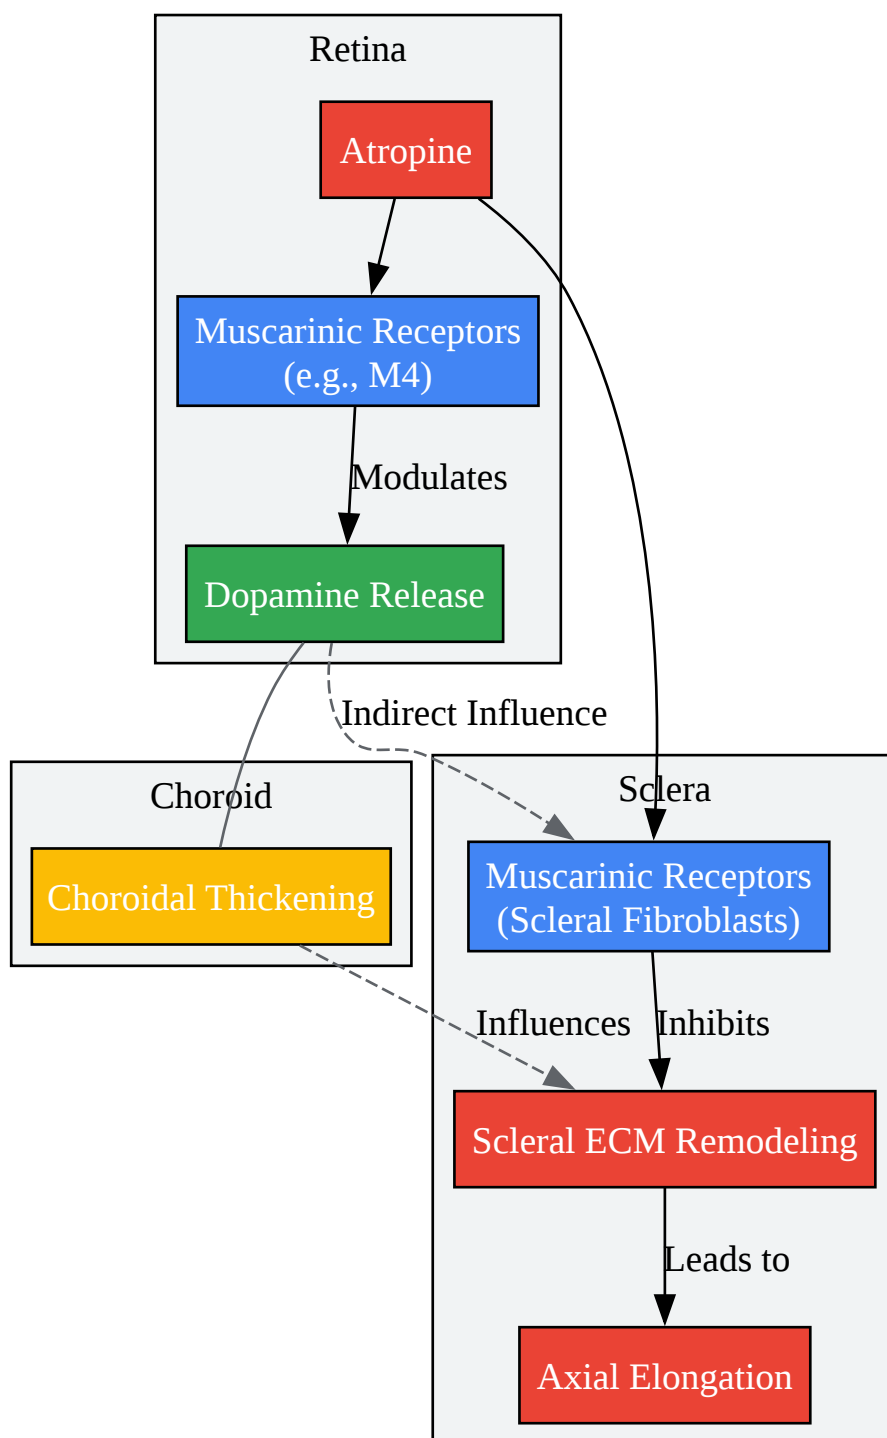 Retina
Atropine
Muscarinic Receptors
(e.g., M4)
Modulates
Dopamine Release
Indirect Influence
Choroid
Sclera
Choroidal Thickening
Muscarinic Receptors
(Scleral Fibroblasts)
Influences
Inhibits
Scleral ECM Remodeling
Leads to
Axial Elongation